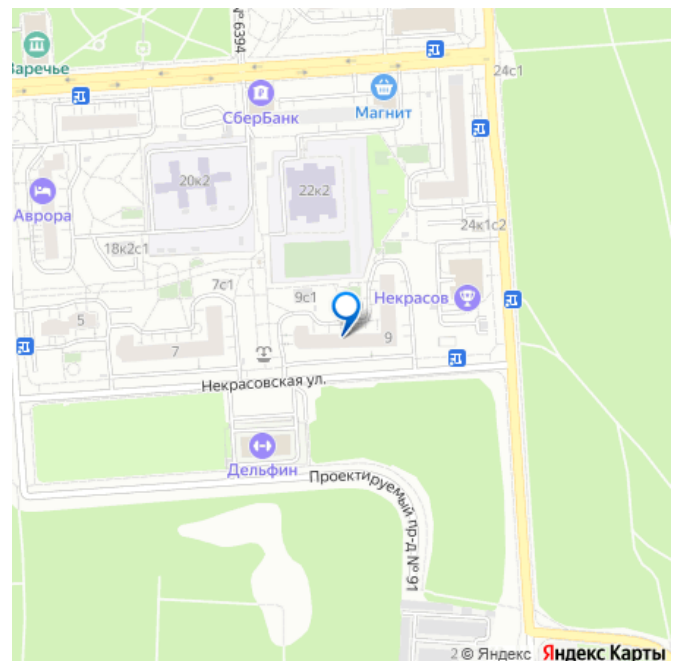 № 6394
Заречье
24с1
СберБанк
Магнит
20к2
22к2
Аврора
24к1с2
18к2с1
7с1
9с1
Некрасов
5
7
9
Некрасовская ул.
Дельфин
Проектируемый пр-д № 91
2 © Яндекс Яндекс Карты